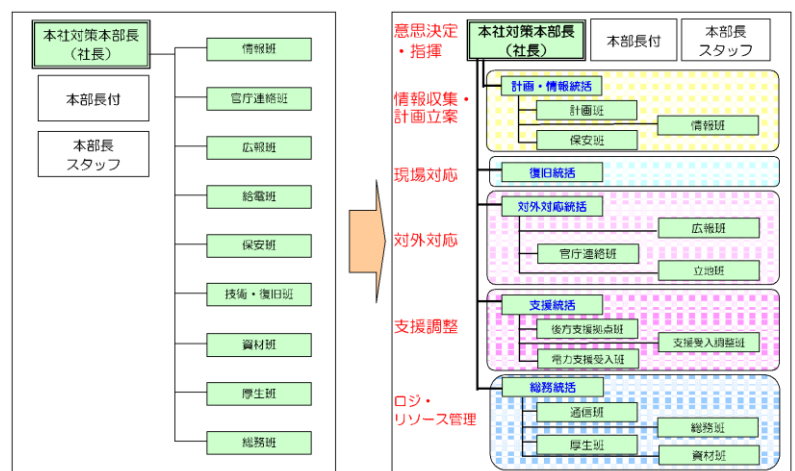 本社対策本部長
（社長）
本部長付
本部長
スタッフ
情報班
官庁連絡班
広報班
給電班
保安班
技術・復旧班
資材班
厚生班
総務班
意思決定
・指揮
本社対策本部長
（社長）
本部長付
本部長
スタッフ
情報収集・
計画立案
計画・情報統括
計画班
情報班
保安班
現場対応
復旧統括
対外対応
対外対応統括
広報班
官庁連絡班
立地班
支援調整
支援統括
後方支援拠点班
支援受入調整班
電力支援受入班
ロジ・
リソース管理
総務統括
通信班
総務班
厚生班
資材班